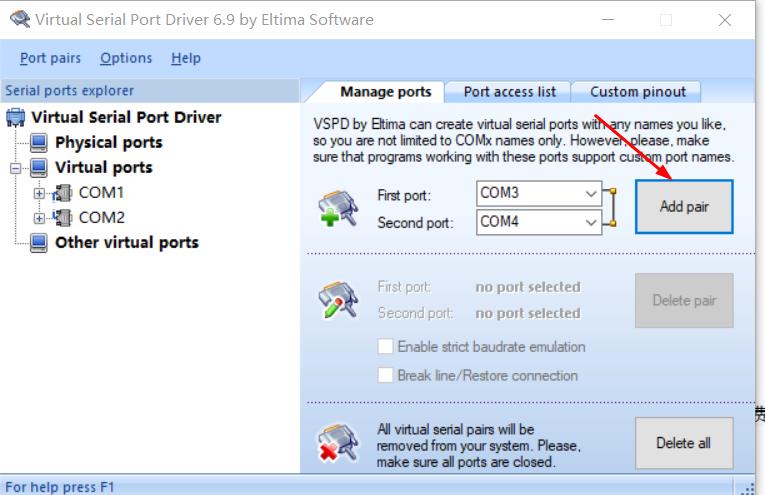 Virtual Serial Port Driver 6.9 by Eltima Software
Port pairs Options Help
Serial ports explorer
Manage ports Port access list Custom pinout
Virtual Serial Port Driver
Physical ports
Virtual ports
COM1
COM2
Other virtual ports
VSPD by Eltima can create virtual serial ports with any names you like,
so you are not limited to COMx names only. However, please, make
sure that programs working with these ports support custom port names.
First port: COM3
Second port: COM4
Add pair
First port: no port selected
Second port: no port selected
Delete pair
Enable strict baudrate emulation
Break line/Restore connection
All virtual serial pairs will be
removed from your system. Please,
make sure all ports are closed.
Delete all
For help press F1